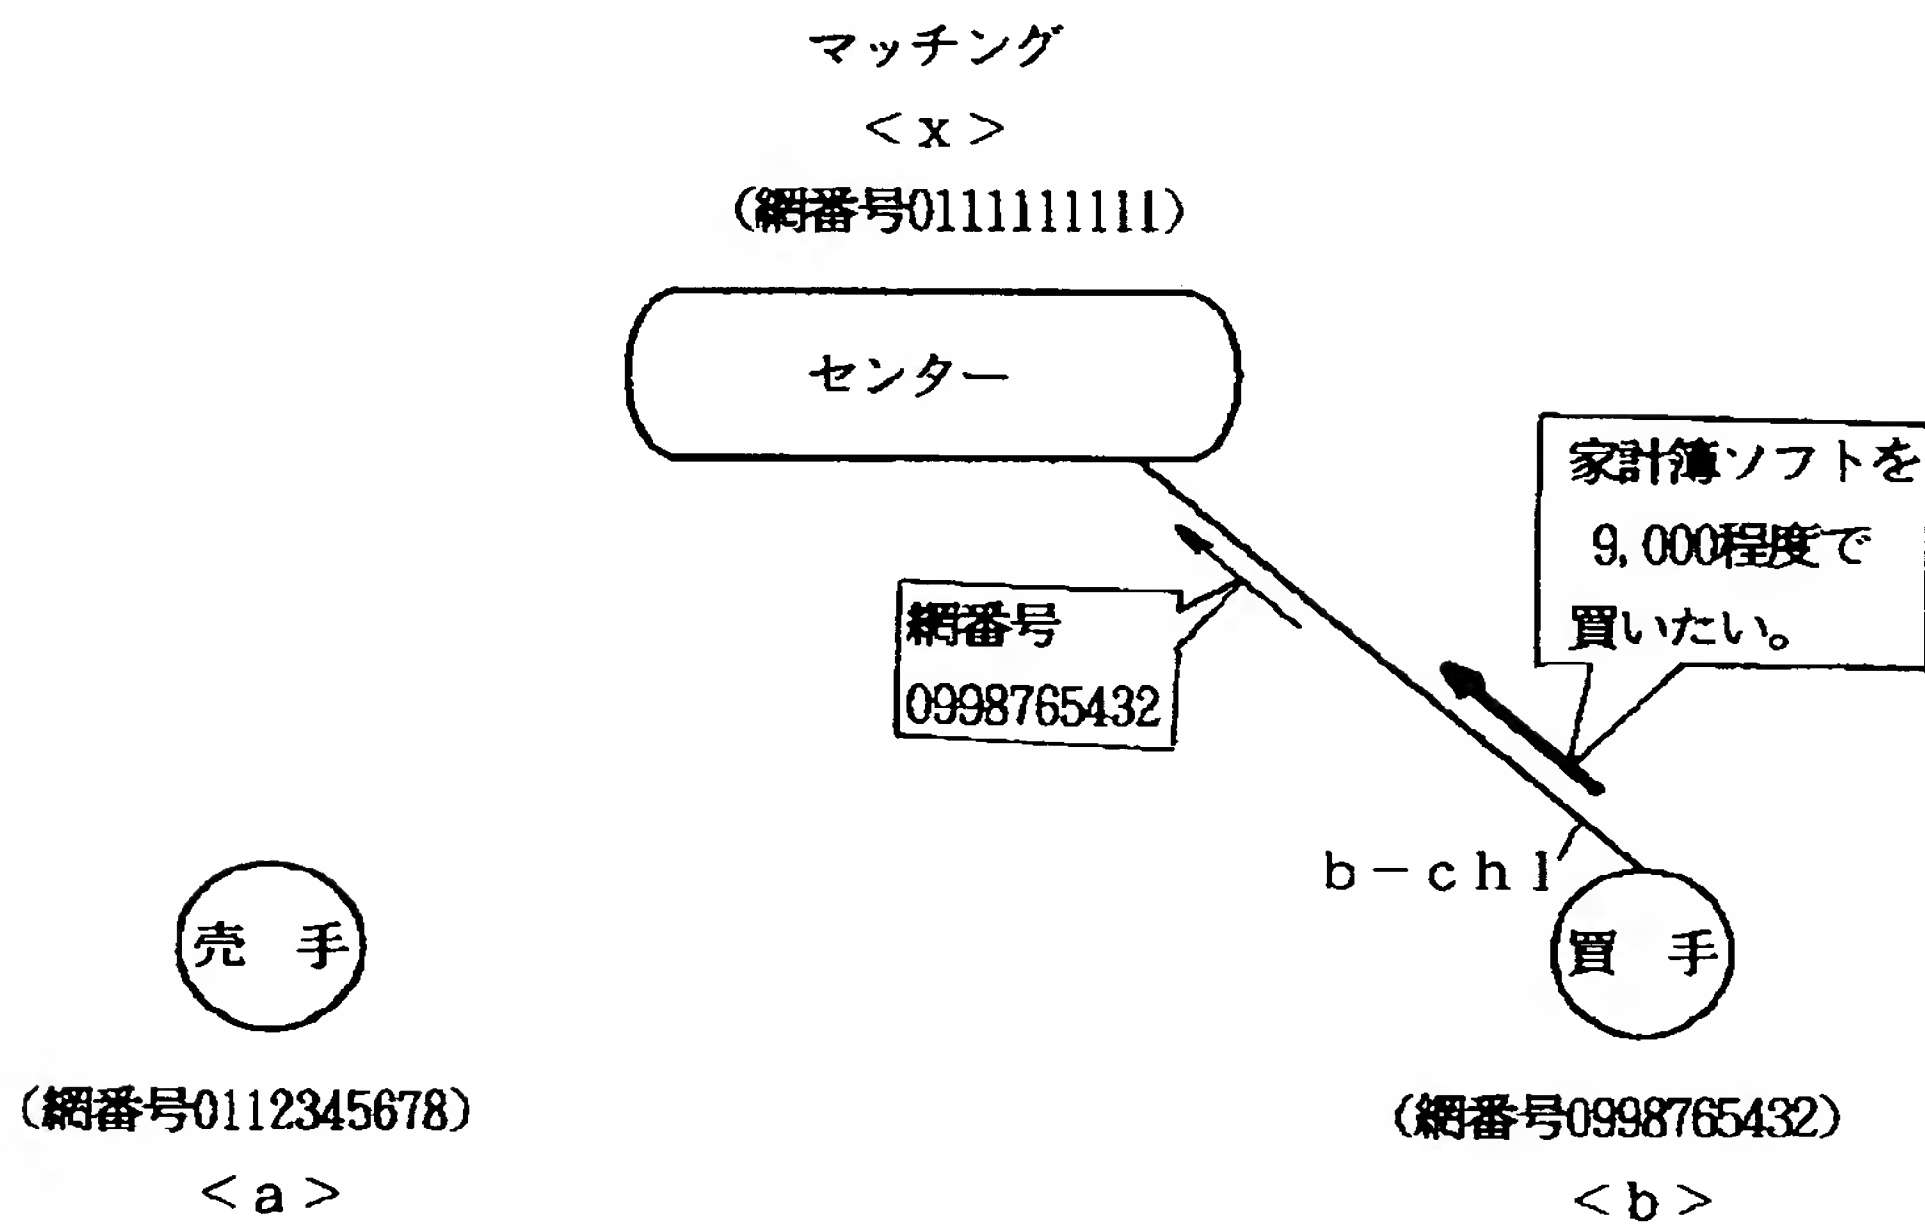 マッチング
<x>
(網番号0111111111)
センター
家計簿ソフトを
9,000程度で
買いたい。
網番号
0998765432
b-ch1
売 手
買 手
(網番号0112345678)
(網番号0998765432)
<a>
<b>